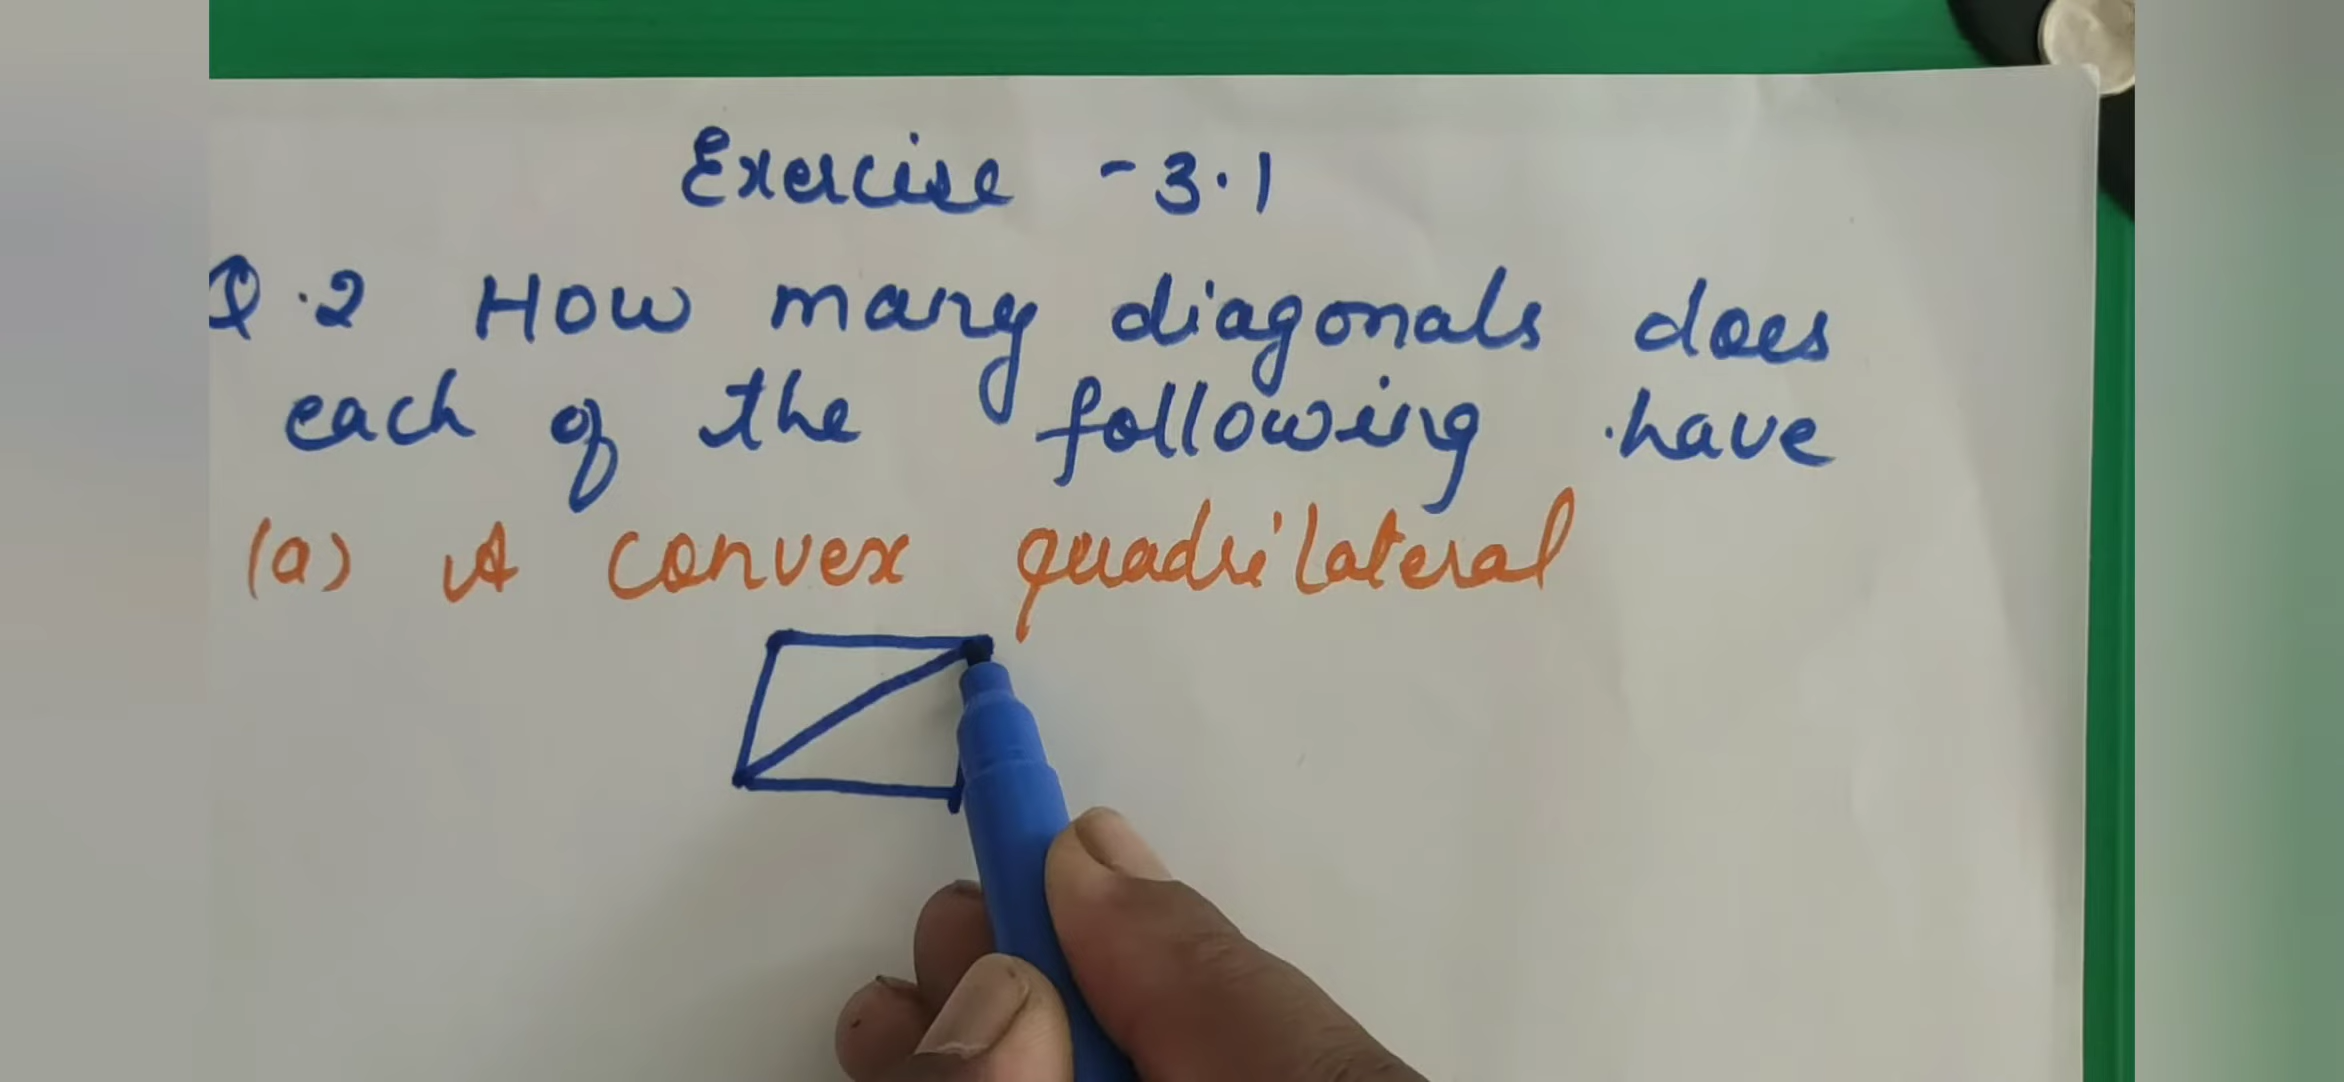 Exercise - 3.1
Q.2 How many diagonals does
each of the following have
(a) A convex quadrilateral